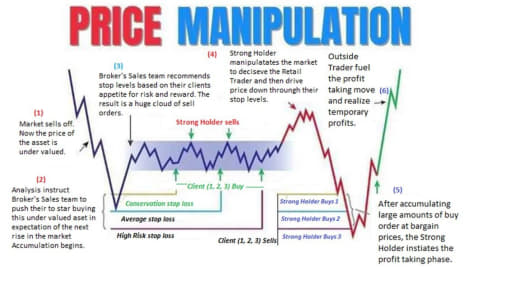 PRICE MANIPULATION
(1)
Market sells off.
Now the price of
the asset is
under valued.
(2)
Analysis instruct
Broker's Sales team to
push their to star buying
this under valued aset in
expectation of the next
rise in the market
Accumulation begins.
(3)
Broker's Sales team recommends
stop levels based on their clients
appetite for risk and reward. The
result is a huge cloud of sell
orders.
(4)
Strong Holder
manipulatates the market
to deciseve the Retail
Trader and then drive
price down throungh their
stop levels.
Outside
Trader fuel
the profit
taking move
and realize
temporary
profits.
(6)
Strong Holder sells
Client (1, 2, 3) Buy
Conservation stop loss
Average stop loss
High Risk stop loss
Client (1, 2, 3) Sells
Strong Holder Buys 1
Strong Holder Buys 2
Strong Holder Buys 3
(5)
After accumulating
large amounts of buy
order at bargain
prices, the Strong
Holder instiates the
profit taking phase.